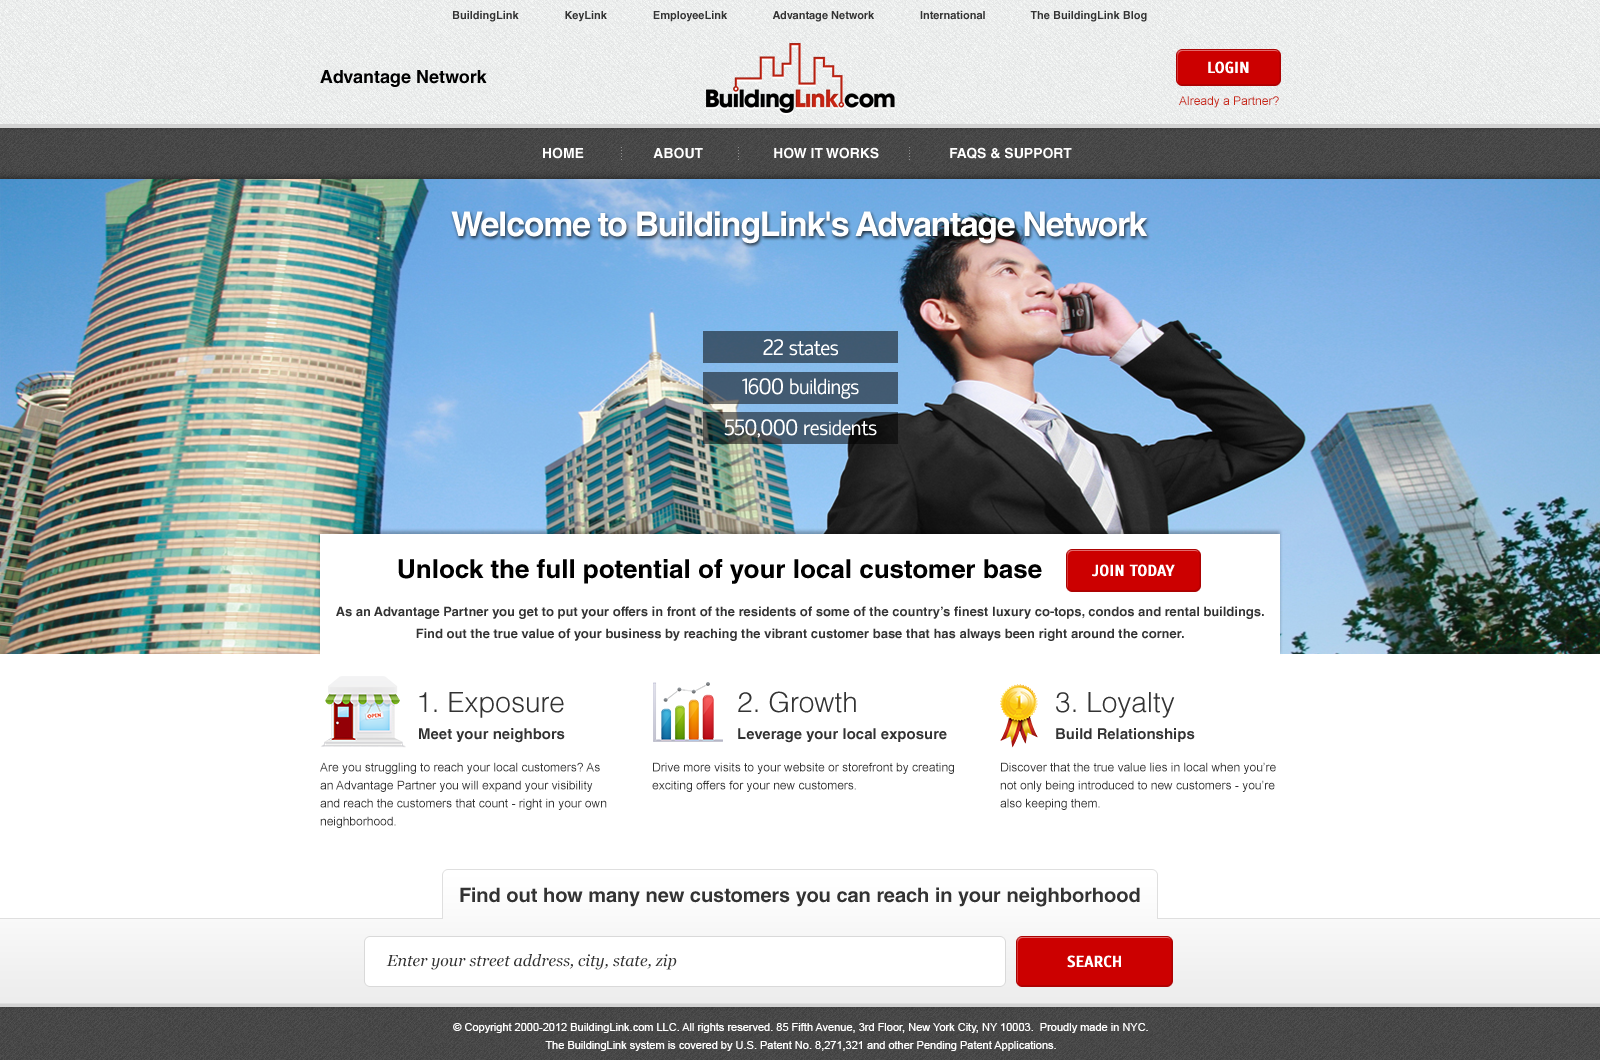 BuildingLink KeyLink EmployeeLink Advantage Network International The BuildingLink Blog
Advantage Network
BuildingLink.com
LOGIN
Already a Partner?
HOME ABOUT HOW IT WORKS FAQS & SUPPORT
Welcome to BuildingLink's Advantage Network
22 states
1600 buildings
550,000 residents
Unlock the full potential of your local customer base
JOIN TODAY
As an Advantage Partner you get to put your offers in front of the residents of some of the country’s finest luxury co-tops, condos and rental buildings.
Find out the true value of your business by reaching the vibrant customer base that has always been right around the corner.
OPEN
1. Exposure
Meet your neighbors
Are you struggling to reach your local customers? As
an Advantage Partner you will expand your visibility
and reach the customers that count - right in your own
neighborhood.
2. Growth
Leverage your local exposure
Drive more visits to your website or storefront by creating
exciting offers for your new customers.
1
3. Loyalty
Build Relationships
Discover that the true value lies in local when you’re
not only being introduced to new customers - you’re
also keeping them.
Find out how many new customers you can reach in your neighborhood
Enter your street address, city, state, zip
SEARCH
© Copyright 2000-2012 BuildingLink.com LLC. All rights reserved. 85 Fifth Avenue, 3rd Floor, New York City, NY 10003. Proudly made in NYC.
The BuildingLink system is covered by U.S. Patent No. 8,271,321 and other Pending Patent Applications.